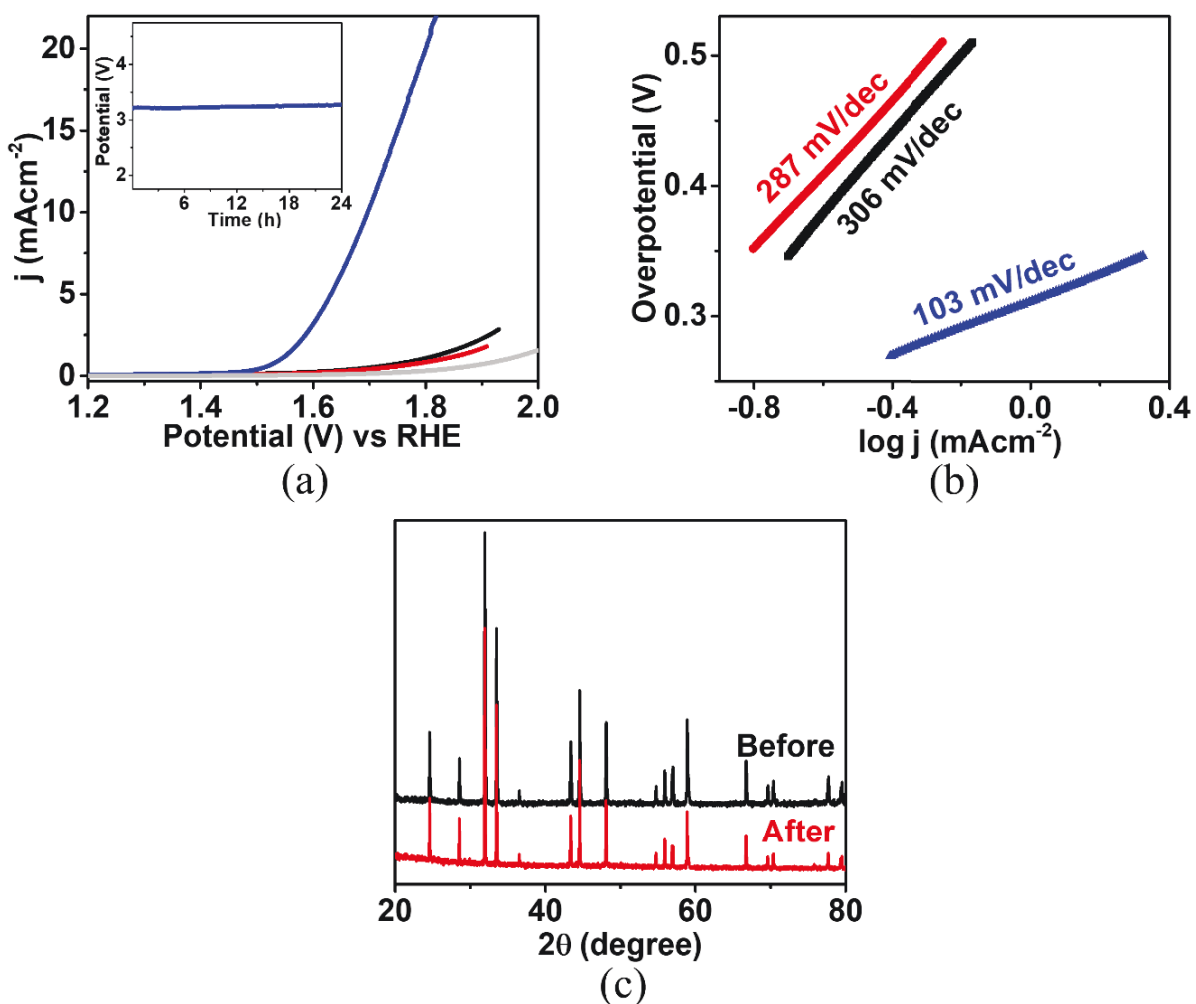 20
15
10
5
0
j (mAcm-2)
1.2 1.4 1.6 1.8 2.0
Potential (V) vs RHE
4
3
2
Potential (V)
6 12 18 24
Time (h)
(a)
0.5
0.4
0.3
Overpotential (V)
287 mV/dec
306 mV/dec
103 mV/dec
-0.8 -0.4 0.0 0.4
log j (mAcm-2)
(b)
Before
After
20 40 60 80
2θ (degree)
(c)